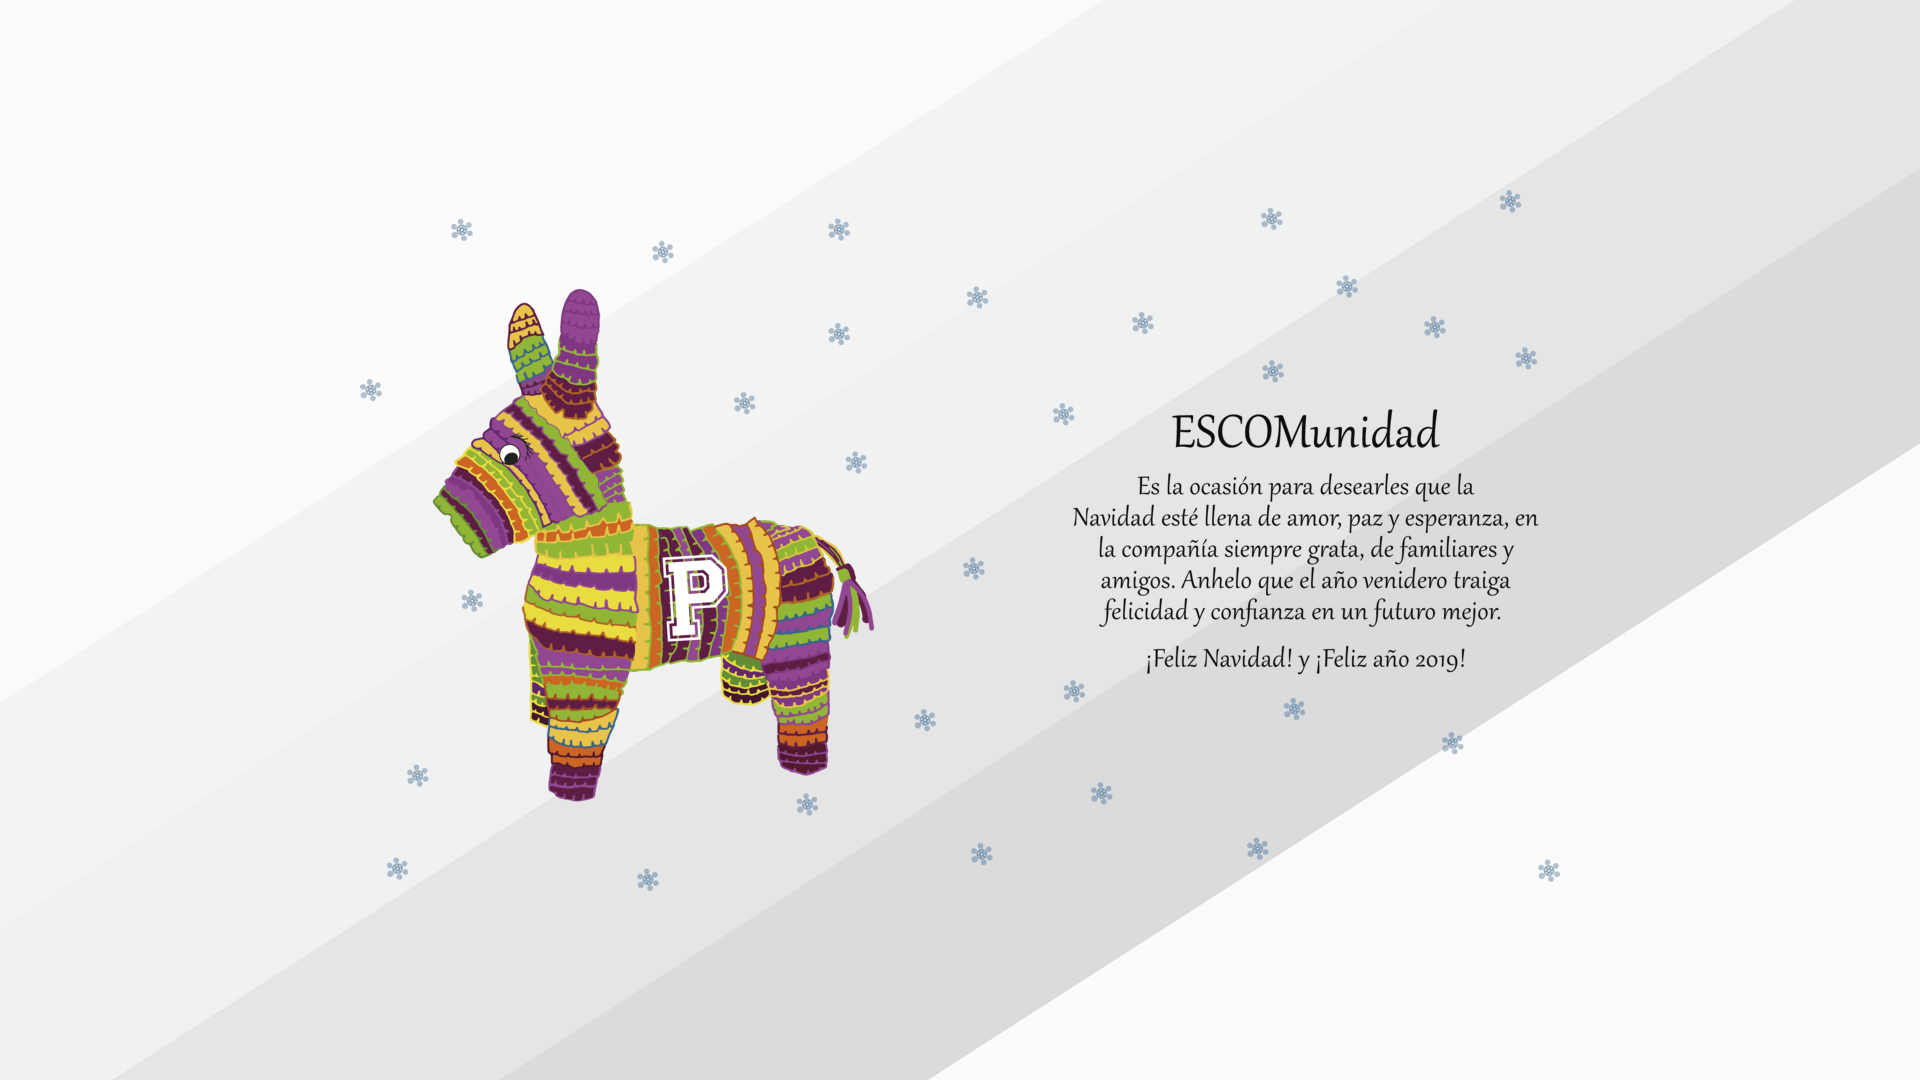 P
ESCOMunidad
Es la ocasión para desearles que la
Navidad esté llena de amor, paz y esperanza, en
la compañía siempre grata, de familiares y
amigos. Anhelo que el año venidero traiga
felicidad y confianza en un futuro mejor.
¡Feliz Navidad! y ¡Feliz año 2019!